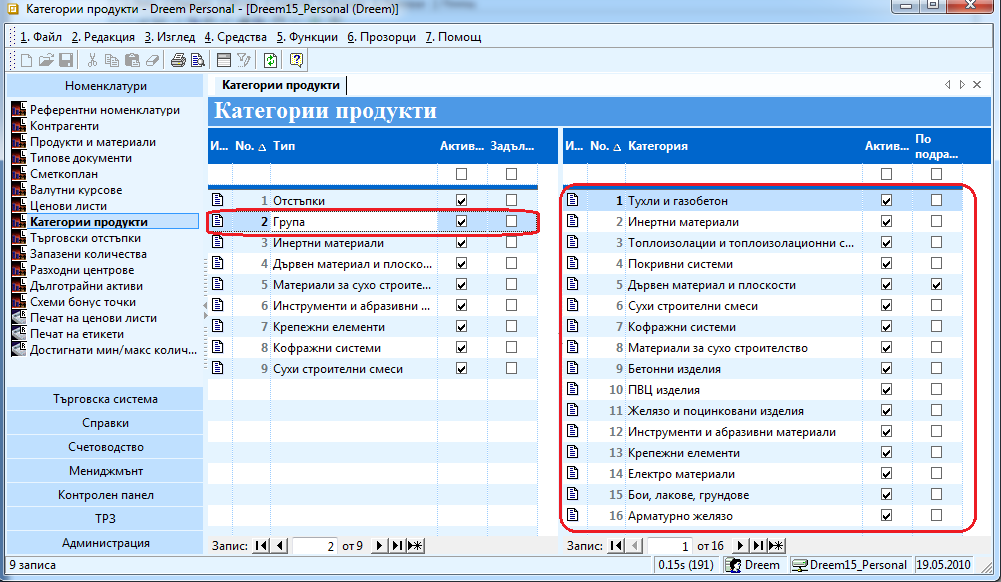 Категории продукти - Dreem Personal - [Dreem15_Personal (Dreem)]
1. Файл 2. Редакция 3. Изглед 4. Средства 5. Функции 6. Прозорци 7. Помощ
Номенклатури
Референтни номенклатури
Контрагенти
Продукти и материали
Типове документи
Сметкоплан
Валутни курсове
Ценови листи
Категории продукти
Търговски отстъпки
Запазени количества
Разходни центрове
Дълготрайни активи
Схеми бонус точки
Печат на ценови листи
Печат на етикети
Достигнати мин/макс колич...
Търговска система
Справки
Счетоводство
Мениджмънт
Контролен панел
ТРЗ
Администрация
Категории продукти
Категории продукти
И... No. Тип Актив... Задъл...
1 Отстъпки
2 Група
3 Инертни материали
4 Дървен материал и плоско...
5 Материали за сухо строите...
6 Инструменти и абразивни ...
7 Крепежни елементи
8 Кофражни системи
9 Сухи строителни смеси
Запис: 2 от 9
И... No. Категория Актив... По подра...
1 Тухли и газобетон
2 Инертни материали
3 Топлоизолации и топлоизолационни с...
4 Покривни системи
5 Дървен материал и плоскости
6 Сухи строителни смеси
7 Кофражни системи
8 Материали за сухо строителство
9 Бетонни изделия
10 ПВЦ изделия
11 Желязо и поцинковани изделия
12 Инструменти и абразивни материали
13 Крепежни елементи
14 Електро материали
15 Бои, лакове, грундове
16 Арматурно желязо
Запис: 1 от 16
9 записа
0.15s (191) Dreem Dreem15_Personal 19.05.2010